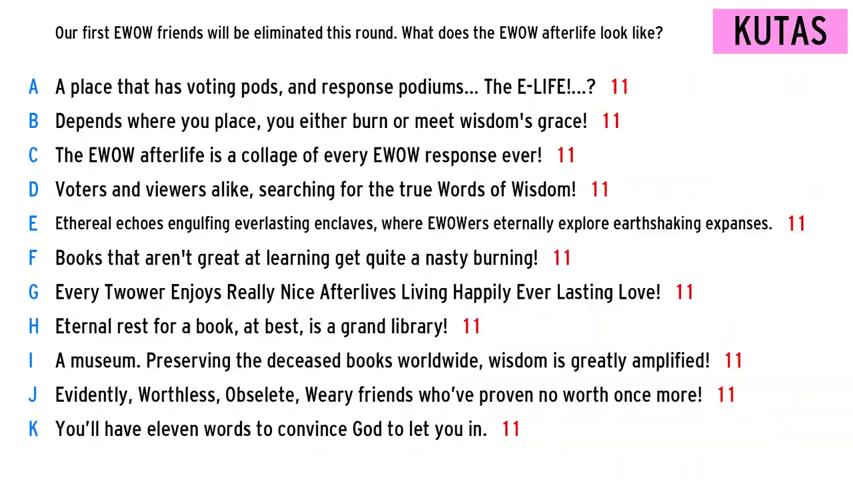 Our first EWOW friends will be eliminated this round. What does the EWOW afterlife look like?
KUTAS
A A place that has voting pods, and response podiums... The E-LIFE!...? 11
B Depends where you place, you either burn or meet wisdom's grace! 11
C The EWOW afterlife is a collage of every EWOW response ever! 11
D Voters and viewers alike, searching for the true Words of Wisdom! 11
E Ethereal echoes engulfing everlasting enclaves, where EWOWers eternally explore earthshaking expanses. 11
F Books that aren't great at learning get quite a nasty burning! 11
G Every Twower Enjoys Really Nice Afterlives Living Happily Ever Lasting Love! 11
H Eternal rest for a book, at best, is a grand library! 11
I A museum. Preserving the deceased books worldwide, wisdom is greatly amplified! 11
J Evidently, Worthless, Obselete, Weary friends who've proven no worth once more! 11
K You'll have eleven words to convince God to let you in. 11